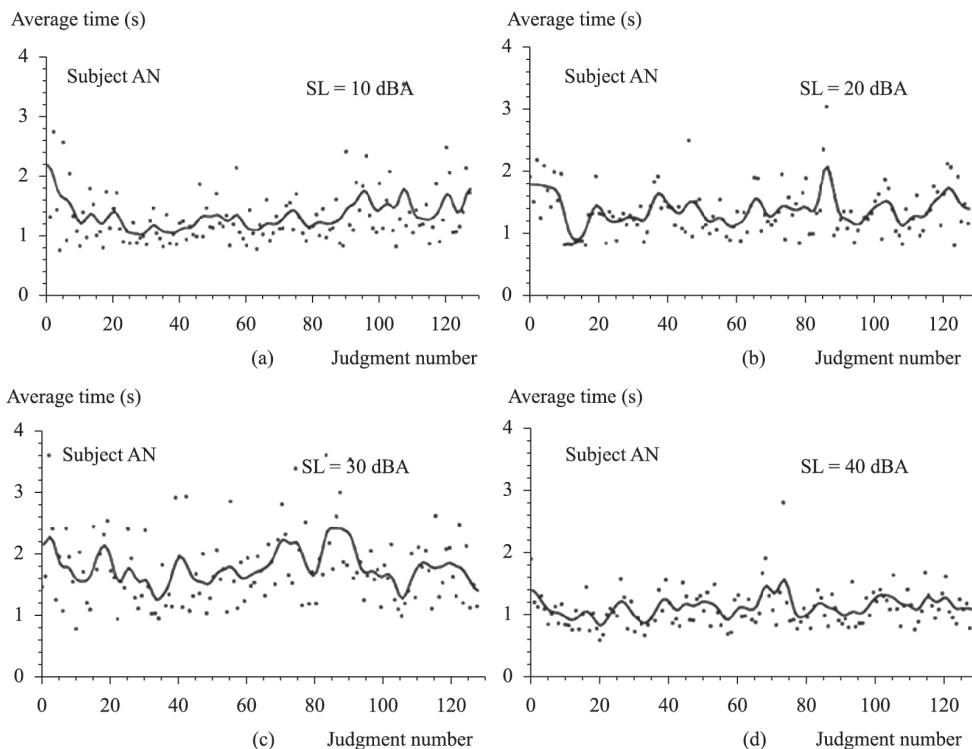 Average time (s)
4
Subject AN
SL = 10 dBA
3
2
1
0
0 20 40 60 80 100 120
(a) Judgment number
Average time (s)
4
Subject AN
SL = 20 dBA
3
2
1
0
0 20 40 60 80 100 120
(b) Judgment number
Average time (s)
4
Subject AN
SL = 30 dBA
3
2
1
0
0 20 40 60 80 100 120
(c) Judgment number
Average time (s)
4
Subject AN
SL = 40 dBA
3
2
1
0
0 20 40 60 80 100 120
(d) Judgment number